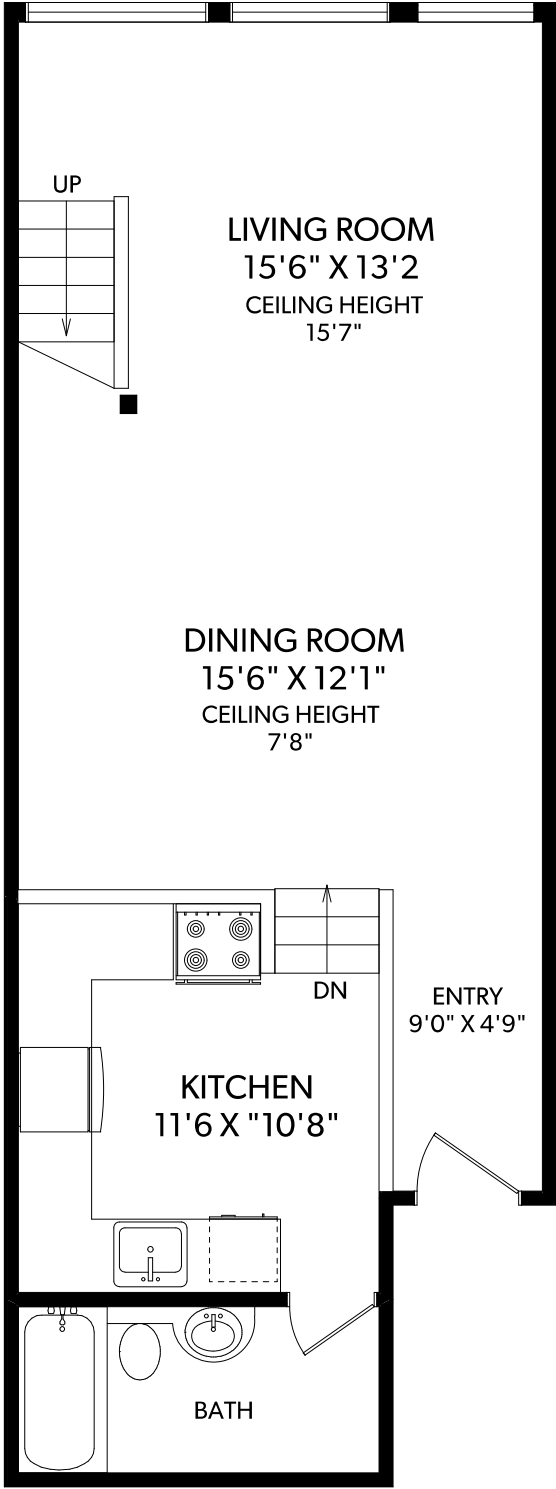 UP
LIVING ROOM
15'6" X 13'2
CEILING HEIGHT
15'7"
DINING ROOM
15'6" X 12'1"
CEILING HEIGHT
7'8"
DN
ENTRY
9'0" X 4'9"
KITCHEN
11'6 X "10'8"
BATH